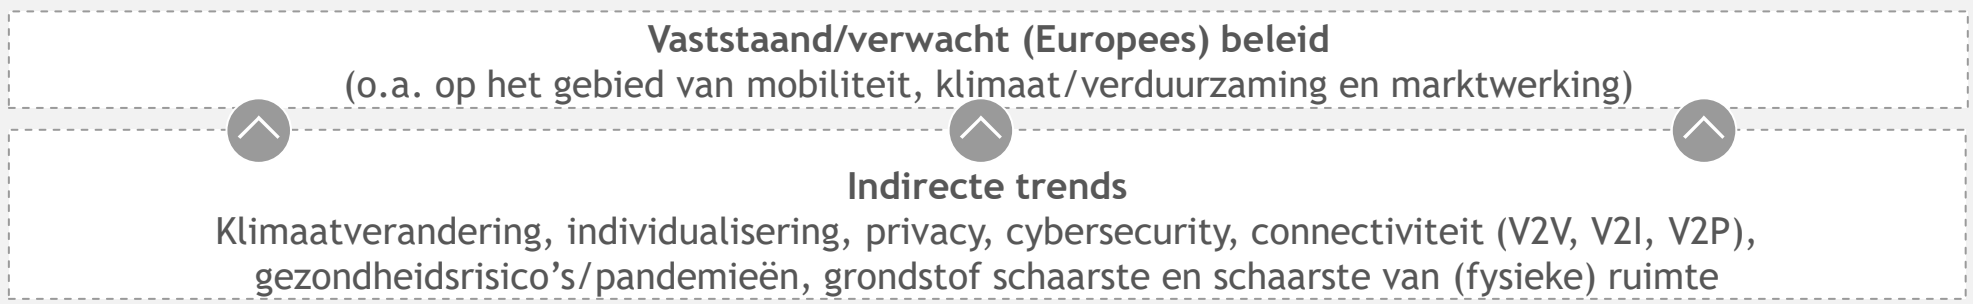 Vaststaand/verwacht (Europees) beleid
(o.a. op het gebied van mobiliteit, klimaat/verduurzaming en marktwerking)
Indirecte trends
Klimaatverandering, individualisering, privacy, cybersecurity, connectiviteit (V2V, V2I, V2P),
gezondheidsrisico’s/pandemieën, grondstof schaarste en schaarste van (fysieke) ruimte